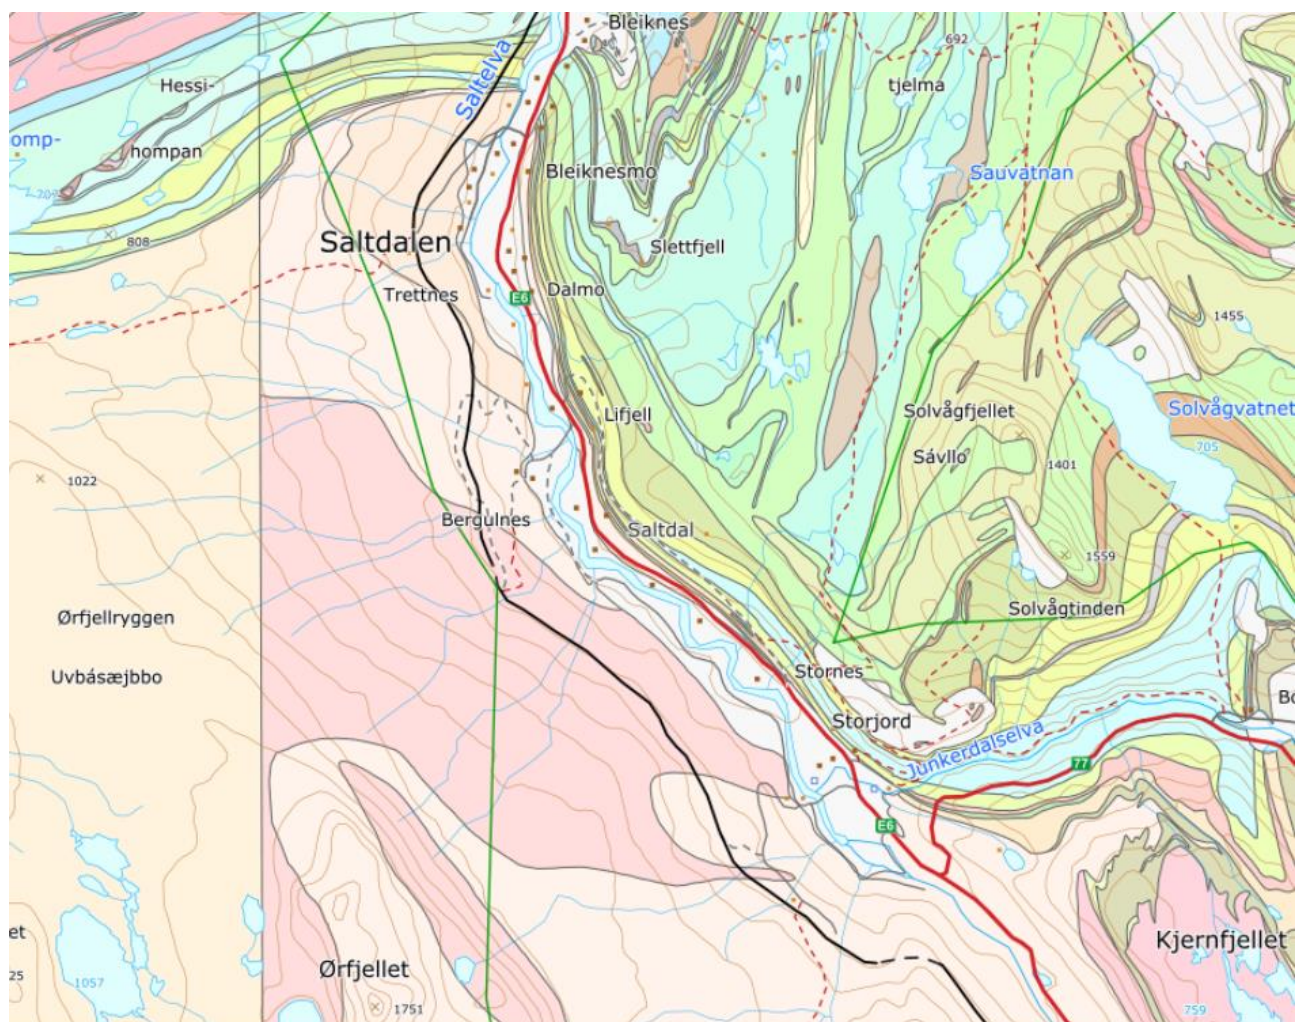 Bleiknes
Saltelva
692
Hessi-
tjelma
omp-
hompan
Bleiknesmo
Sauvatnan
808
Saltdalen
Slettfjell
Trettnes
E6
Dalmo
1455
Lifjell
Solvågfjellet
Solvågvatnet
Sávllo
1401
705
1022
Bergulnes
Saltdal
1559
Ørfjellryggen
Solvågtinden
Uvbásæjbbo
Stornes
Storjord
Bo
Junkerdalselva
77
E6
et
Kjernfjellet
Ørfjellet
25
1057
1751
759